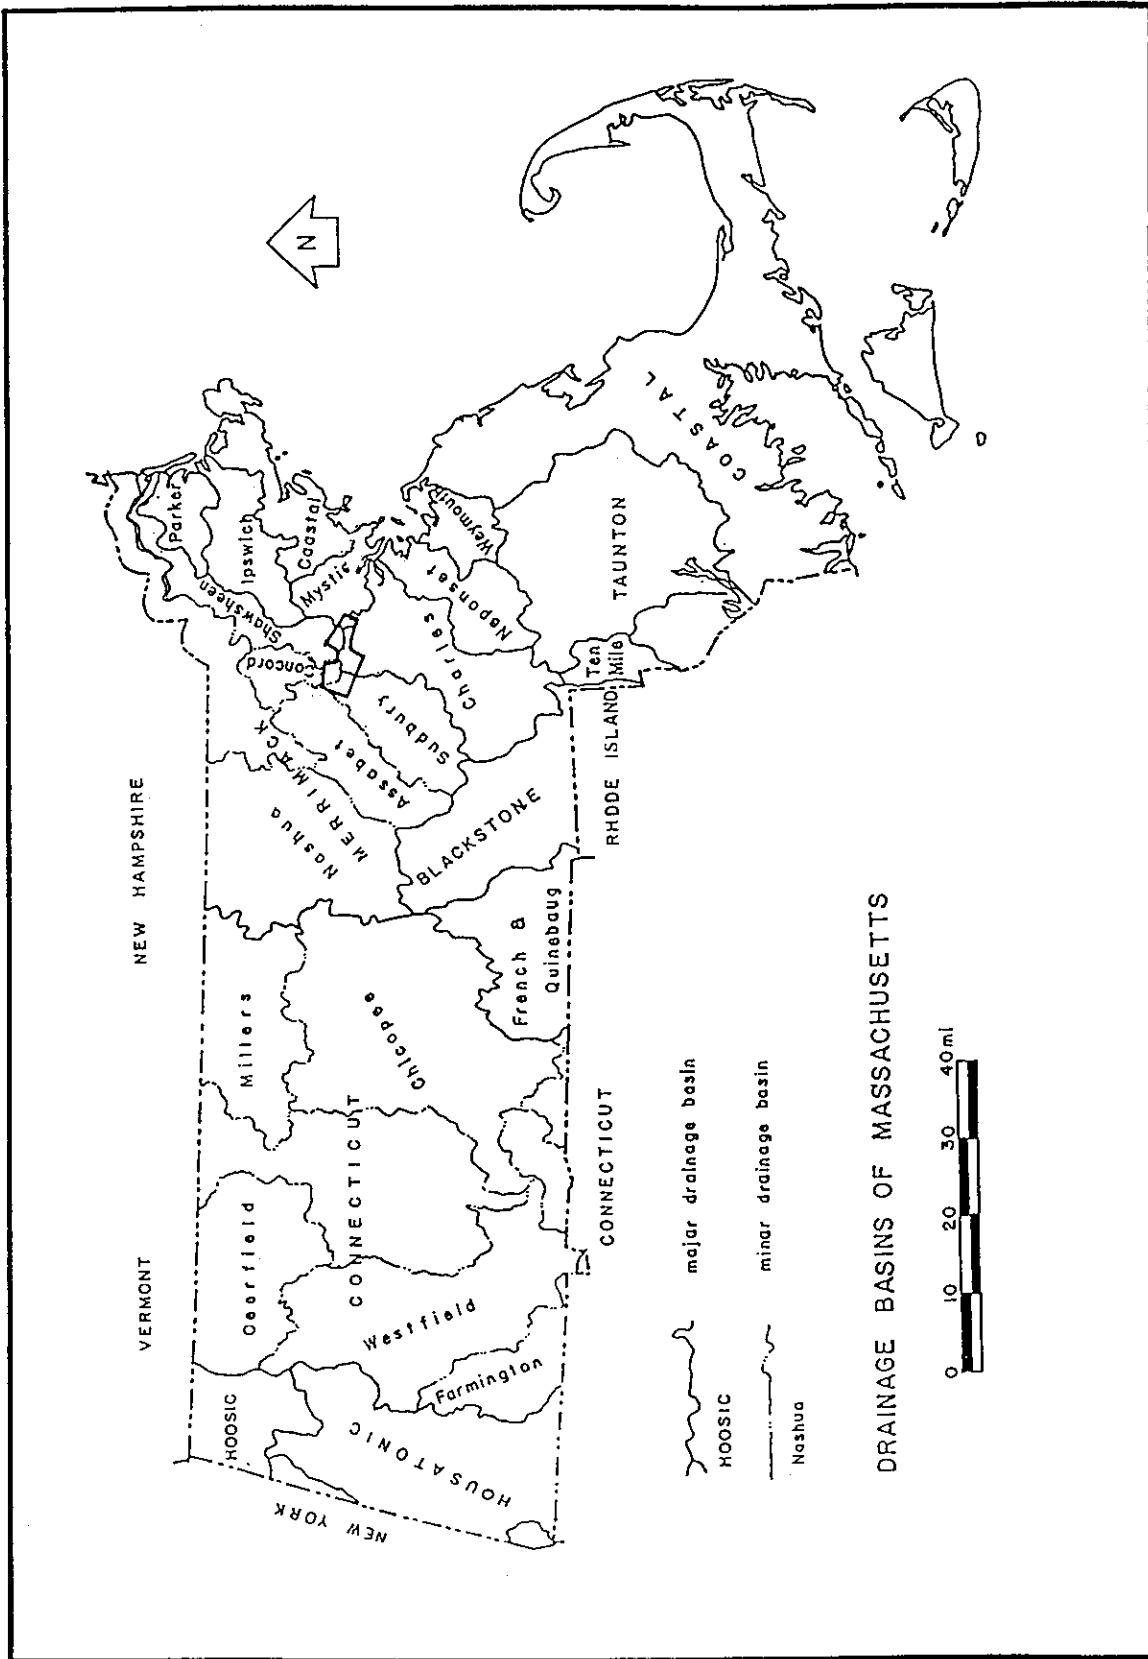 VERMONT
NEW HAMPSHIRE
N
NEW YORK
HOOSIC
HOUSATONIC
Deerfield
CONNECTICUT
Westfield
Farmington
Millers
Chicopee
French &
Quinebaug
Nashua
MERRIMACK
Assabet
Sudbury
Concord
Shawsheen
Parker
Ipswich
Coastal
Mystic
Charles
Neponset
Weymouth
BLACKSTONE
TAUNTON
Ten
Mile
COASTAL
RHODE ISLAND
CONNECTICUT
HOOSIC
majar drainage basin
Nashua
minar drainage basin
DRAINAGE BASINS OF MASSACHUSETTS
0 10 20 30 40mi